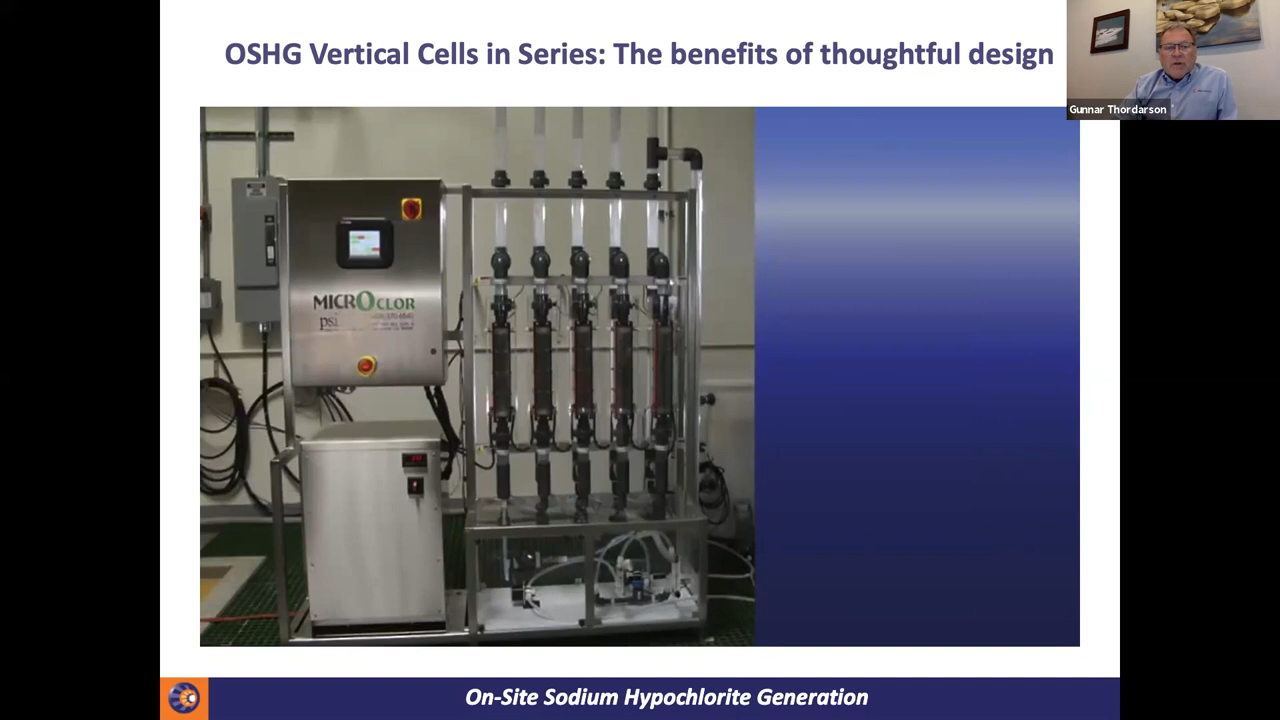 OSHG Vertical Cells in Series: The benefits of thoughtful design
Gunnar Thordarson
MICROCLOR
psi
On-Site Sodium Hypochlorite Generation